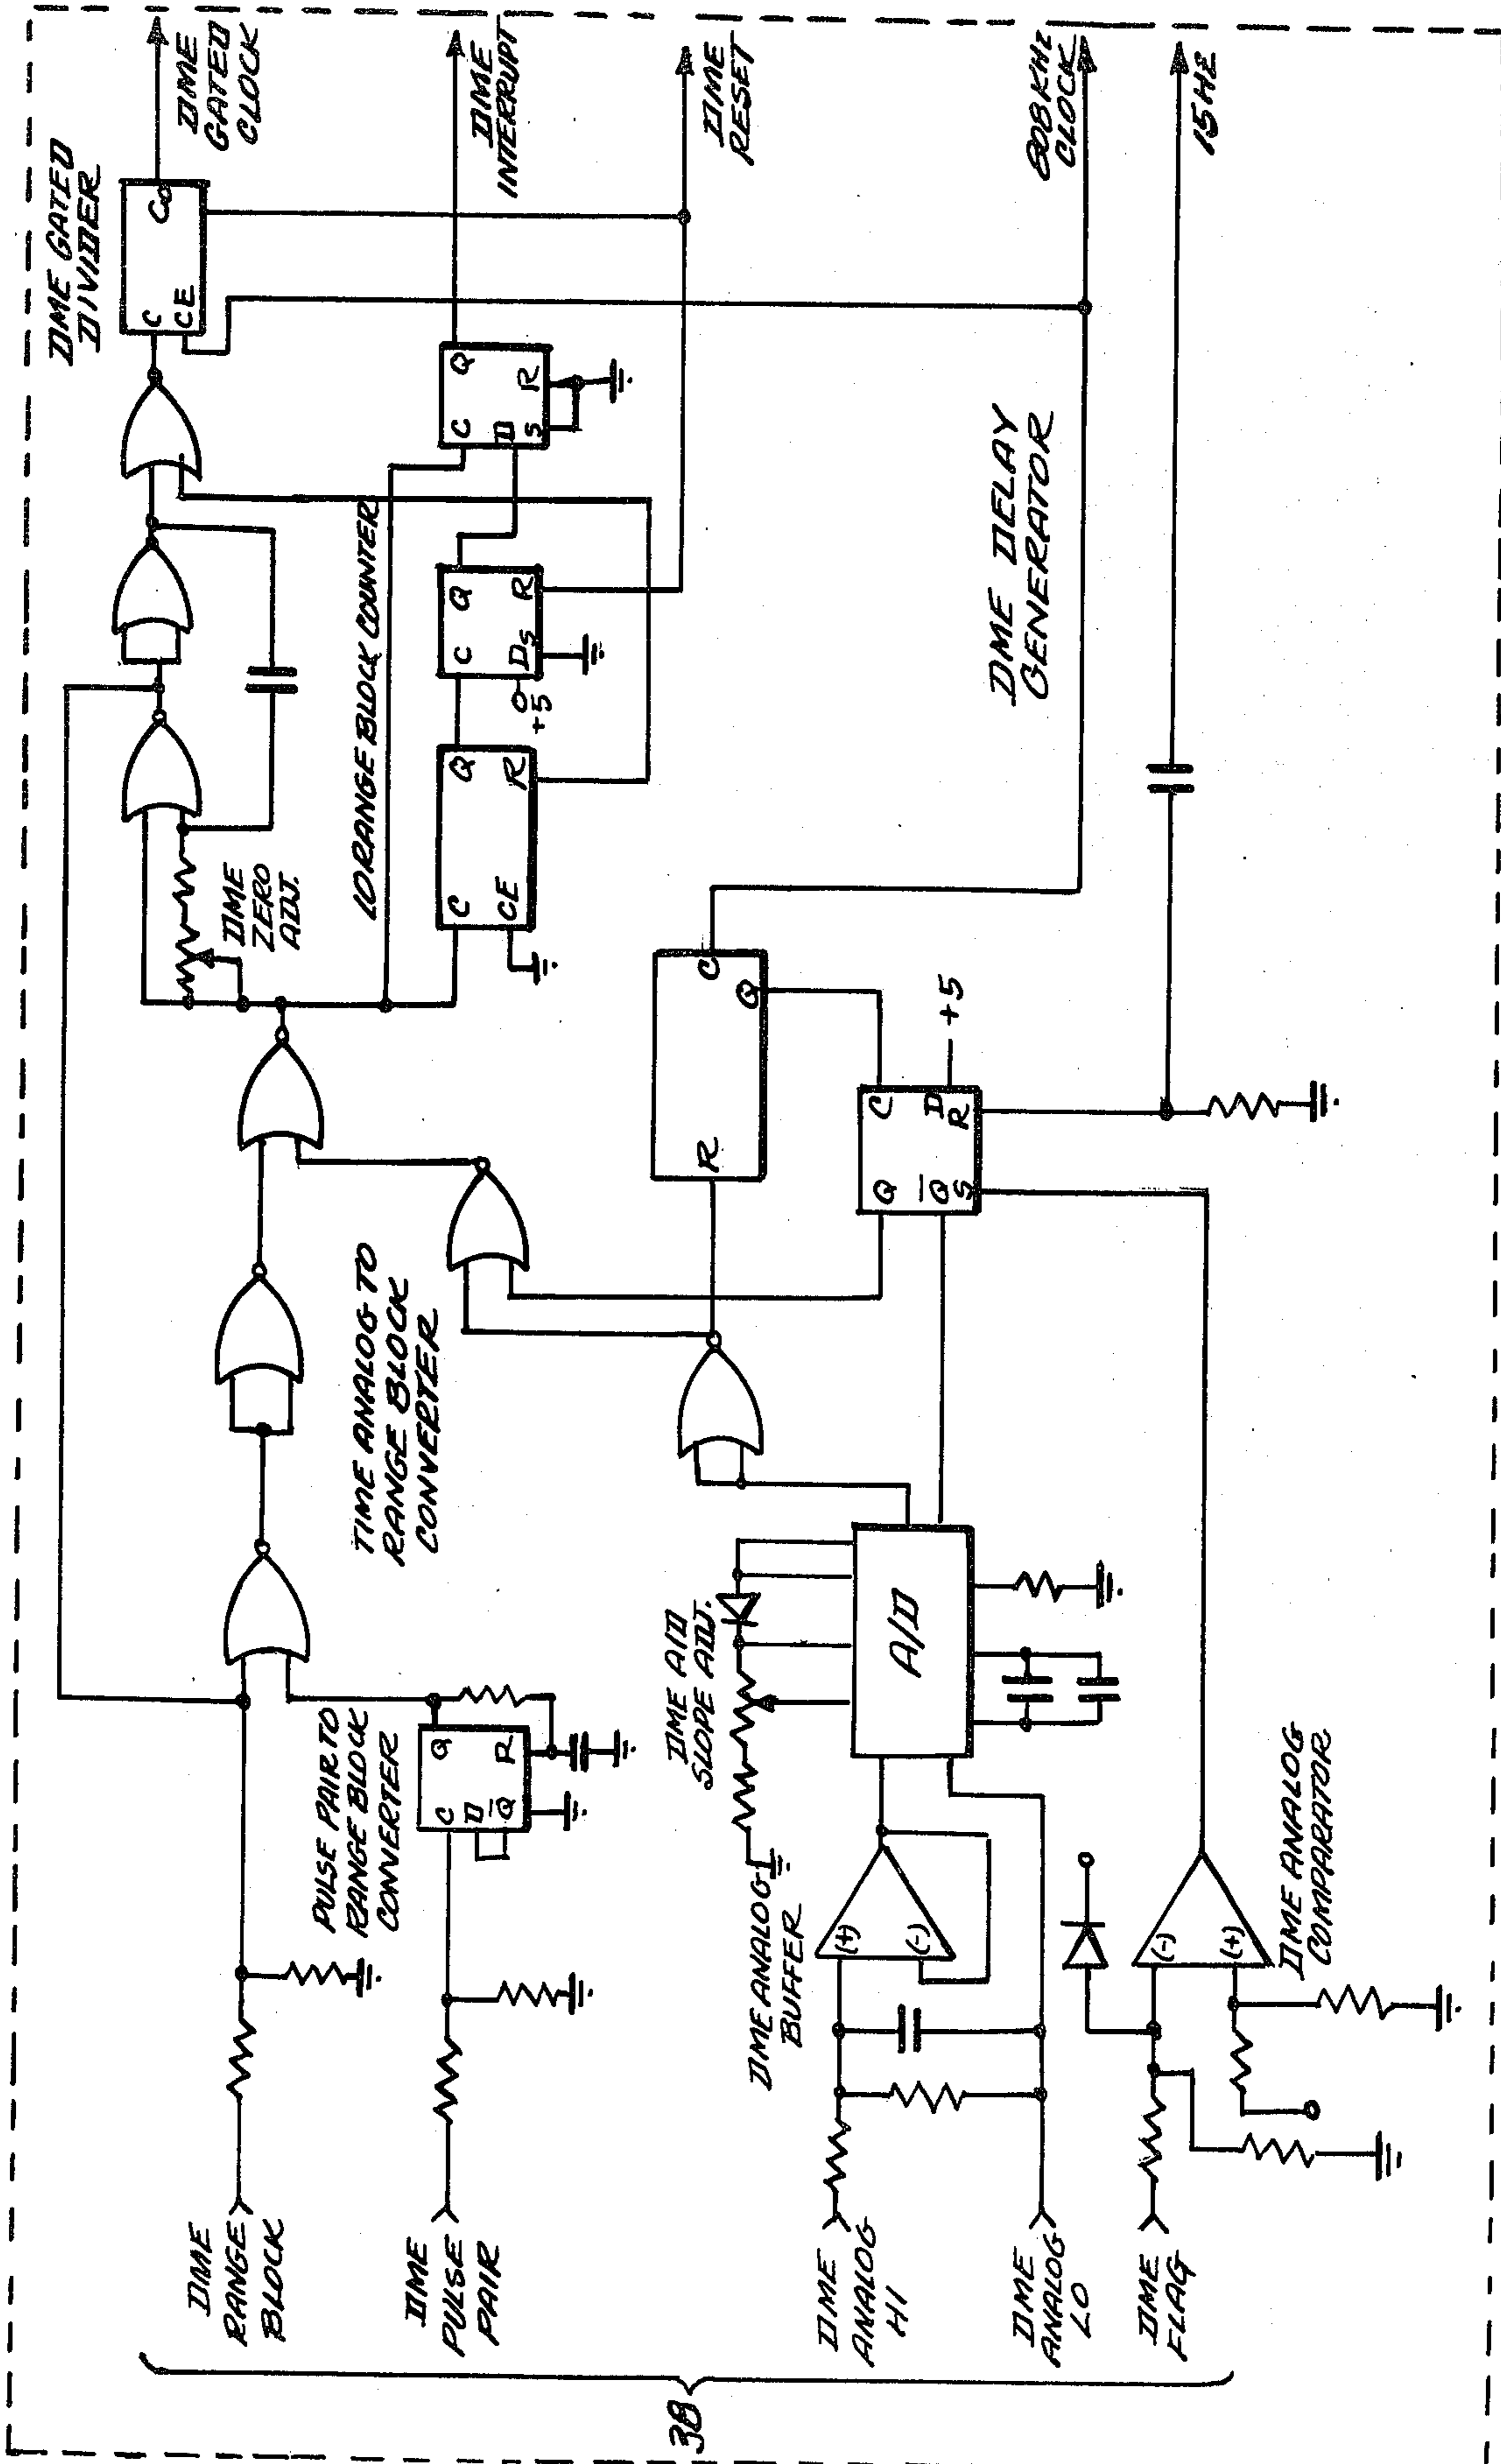 DME
RANGE
BLOCK
DME
PULSE
PAIR
DME
ANALOG
HI
DME
ANALOG
LO
DME
FLAG
38
PULSE PAIR TO
RANGE BLOCK
CONVERTER
C
D
Q
Q
R
TIME ANALOG TO
RANGE BLOCK
CONVERTER
DME A/D
SLOPE ADJ.
DME ANALOG
BUFFER
(+)
(-)
A/D
(-)
(+)
DME ANALOG
COMPARATOR
DME
ZERO
ADJ.
10 RANGE BLOCK COUNTER
C
CE
Q
R
C
D
S
Q
R
+5
C
D
S
Q
R
DME GATED
DIVIDER
C
CE
CO
R
C
Q
Q
Q
S
C
D
R
+5
DME DELAY
GENERATOR
DME
GATED
CLOCK
DME
INTERRUPT
DME
RESET
808KHZ
CLOCK
15HZ